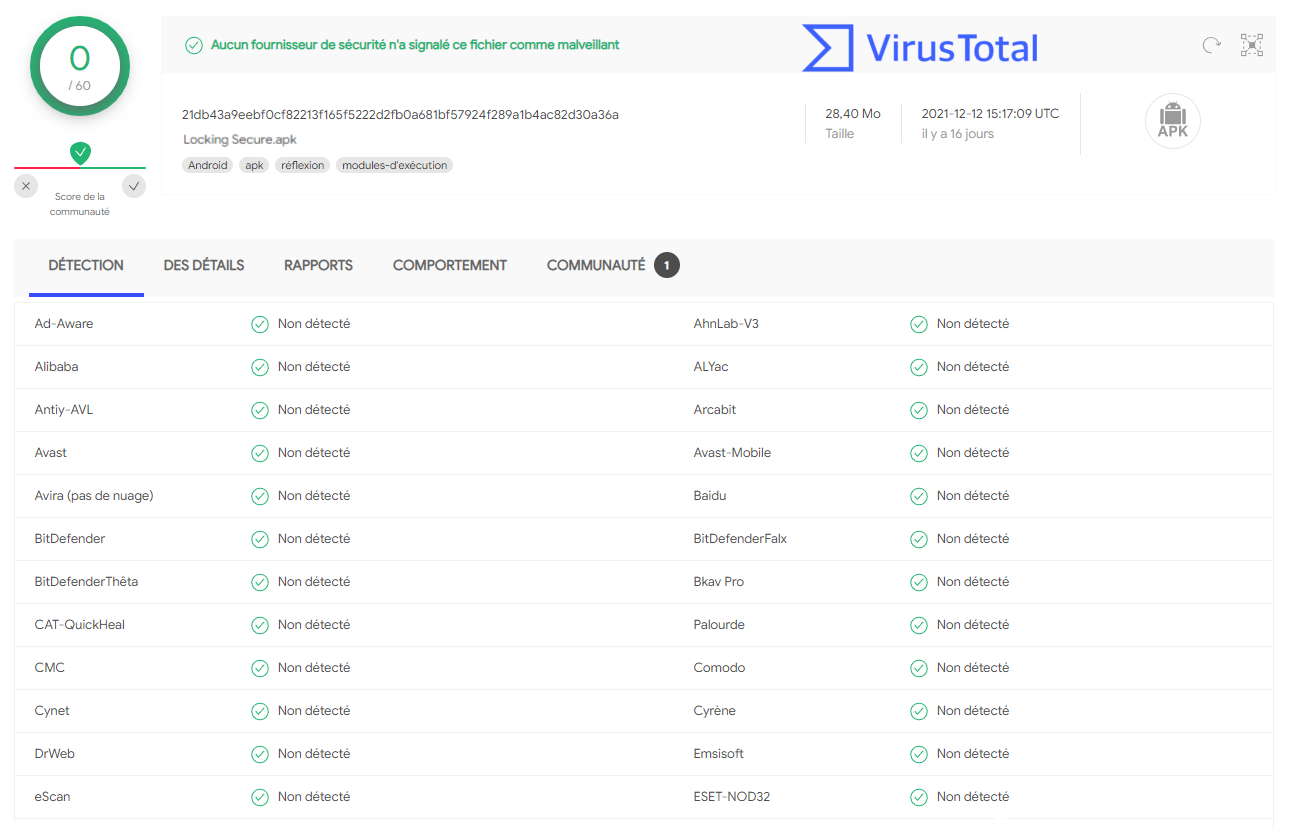 0
/ 60
Aucun fournisseur de sécurité n'a signalé ce fichier comme malveillant
VirusTotal
21db43a9eebf0cf82213f165f5222d2fb0a681bf57924f289a1b4ac82d30a36a
Locking Secure.apk
Android apk réflexion modules-d'exécution
28,40 Mo
Taille
2021-12-12 15:17:09 UTC
il y a 16 jours
APK
Score de la
communauté
DÉTECTION DES DÉTAILS RAPPORTS COMPORTEMENT COMMUNAUTÉ 1
Ad-Aware Non détecté AhnLab-V3 Non détecté
Alibaba Non détecté ALYac Non détecté
Antiy-AVL Non détecté Arcabit Non détecté
Avast Non détecté Avast-Mobile Non détecté
Avira (pas de nuage) Non détecté Baidu Non détecté
BitDefender Non détecté BitDefenderFalx Non détecté
BitDefenderThêta Non détecté Bkav Pro Non détecté
CAT-QuickHeal Non détecté Palourde Non détecté
CMC Non détecté Comodo Non détecté
Cynet Non détecté Cyrène Non détecté
DrWeb Non détecté Emsisoft Non détecté
eScan Non détecté ESET-NOD32 Non détecté